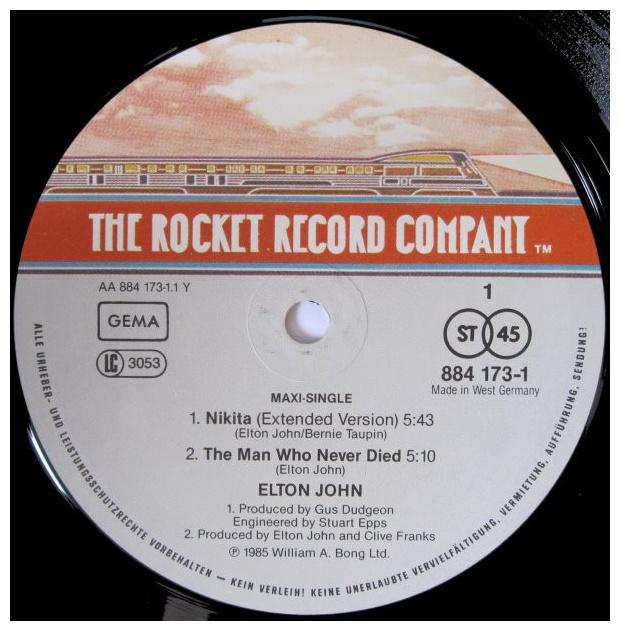 THE ROCKET RECORD COMPANY TM
AA 884 173-1.1 Y
1
GEMA
ST 45
LC 3053
884 173-1
Made in West Germany
MAXI-SINGLE
1. Nikita (Extended Version) 5:43
(Elton John/Bernie Taupin)
2. The Man Who Never Died 5:10
(Elton John)
ELTON JOHN
1. Produced by Gus Dudgeon
Engineered by Stuart Epps
2. Produced by Elton John and Clive Franks
℗ 1985 William A. Bong Ltd.
ALLE URHEBER- UND LEISTUNGSSCHUTZRECHTE VORBEHALTEN — KEIN VERLEIH! KEINE UNERLAUBTE VERVIELFÄLTIGUNG, VERMIETUNG, AUFFÜHRUNG, SENDUNG!